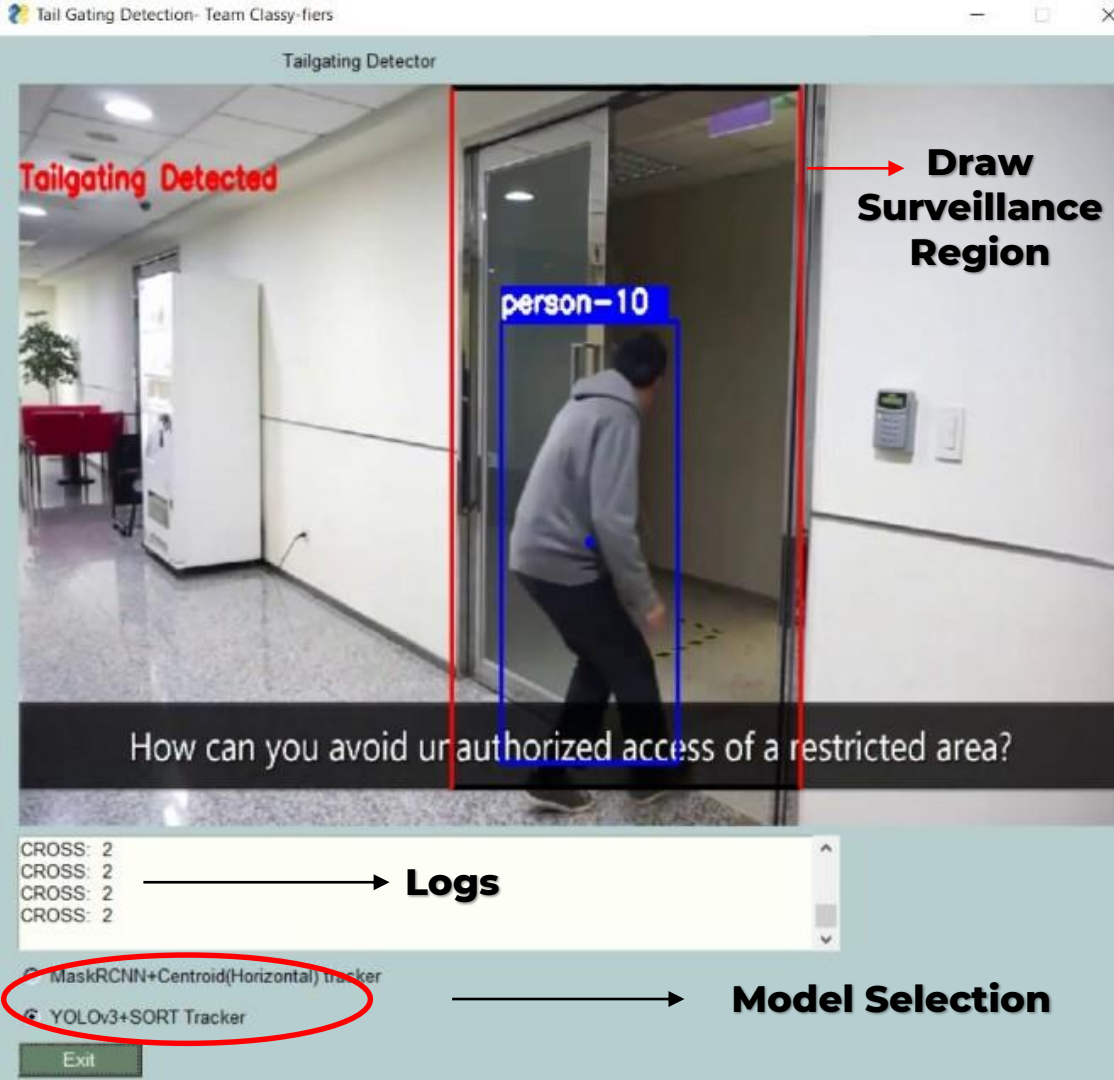 Tail Gating Detection- Team Classy-fiers
Tailgating Detector
Tailgating Detected
Draw
Surveillance
Region
person-10
How can you avoid unauthorized access of a restricted area?
CROSS: 2
CROSS: 2
CROSS: 2
CROSS: 2
Logs
MaskRCNN+Centroid(Horizontal) tracker
YOLOv3+SORT Tracker
Model Selection
Exit